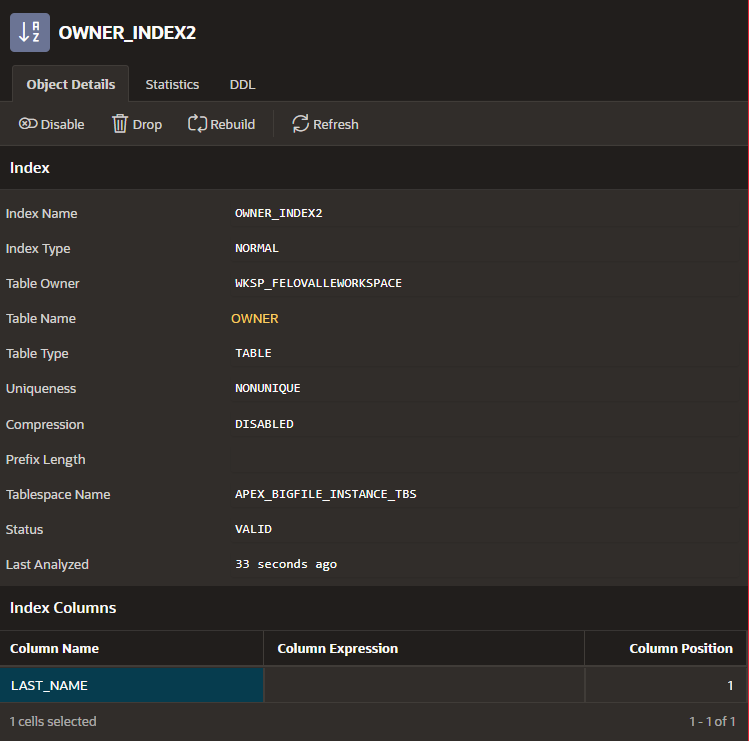 OWNER_INDEX2
Object Details Statistics DDL
Disable Drop Rebuild Refresh
Index
Index Name OWNER_INDEX2
Index Type NORMAL
Table Owner WKSP_FELOVALLEWORKSPACE
Table Name OWNER
Table Type TABLE
Uniqueness NONUNIQUE
Compression DISABLED
Prefix Length
Tablespace Name APEX_BIGFILE_INSTANCE_TBS
Status VALID
Last Analyzed 33 seconds ago
Index Columns
Column Name Column Expression Column Position
LAST_NAME 1
1 cells selected 1 - 1 of 1